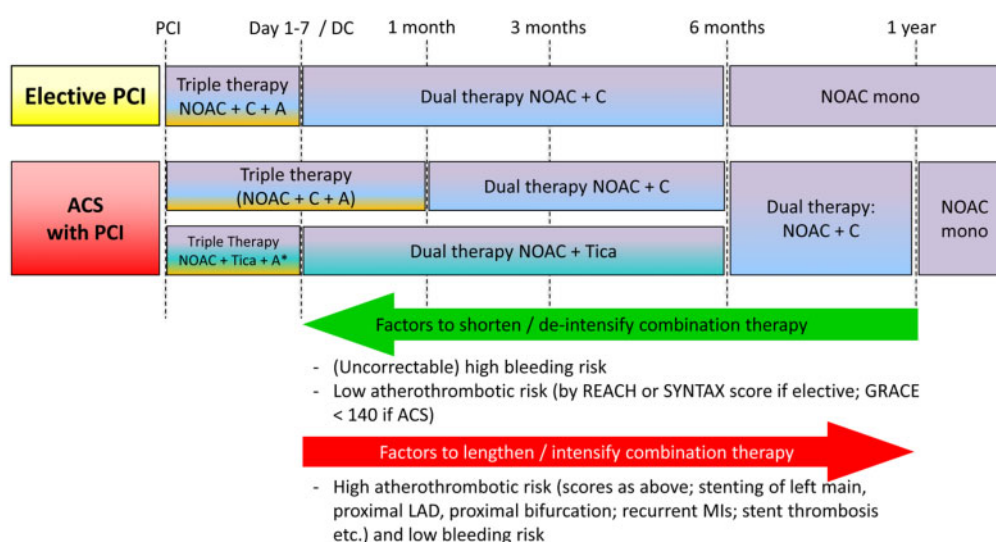 PCI Day 1-7 / DC 1 month 3 months 6 months 1 year
Elective PCI
Triple therapy
NOAC + C + A
Dual therapy NOAC + C
NOAC mono
ACS
with PCI
Triple therapy
(NOAC + C + A)
Dual therapy NOAC + C
Triple Therapy
NOAC + Tica + A*
Dual therapy NOAC + Tica
Dual therapy:
NOAC + C
NOAC
mono
Factors to shorten / de-intensify combination therapy
- (Uncorrectable) high bleeding risk
- Low atherothrombotic risk (by REACH or SYNTAX score if elective; GRACE
< 140 if ACS)
Factors to lengthen / intensify combination therapy
- High atherothrombotic risk (scores as above; stenting of left main,
proximal LAD, proximal bifurcation; recurrent MIs; stent thrombosis
etc.) and low bleeding risk